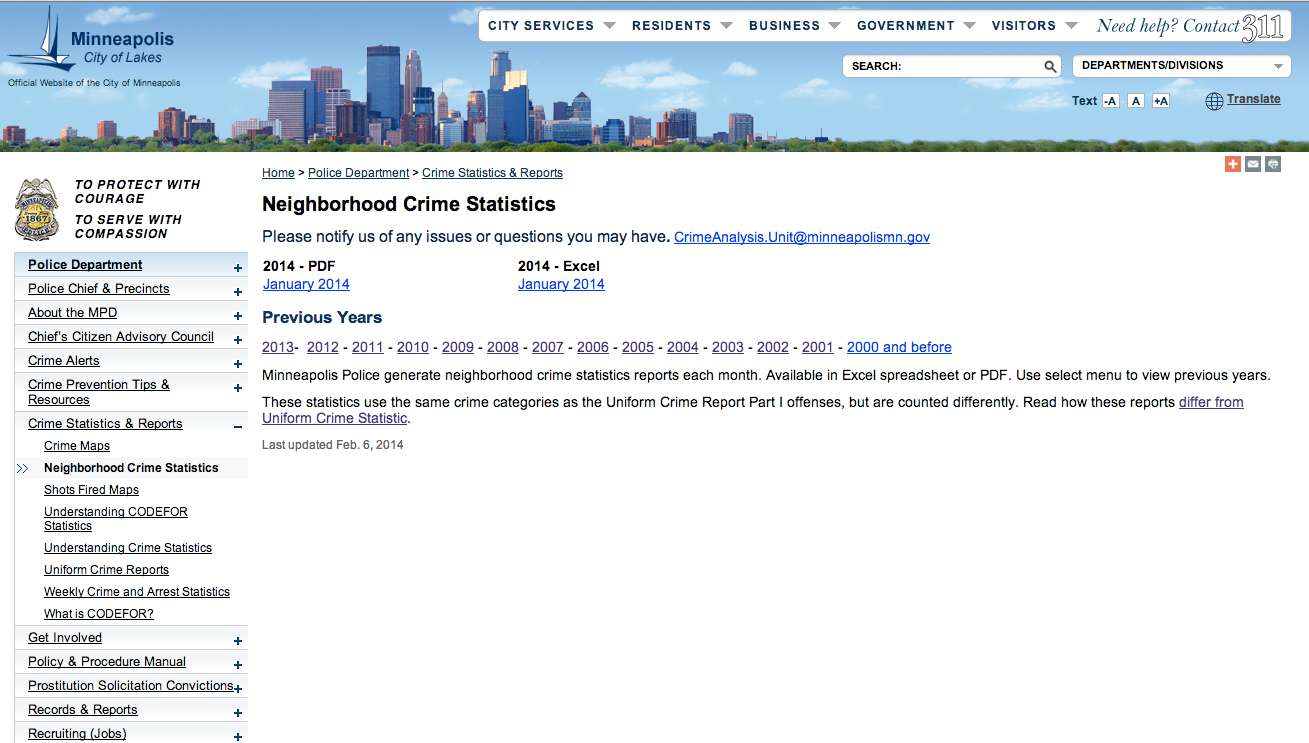 Minneapolis
City of Lakes
Official Website of the City of Minneapolis
CITY SERVICES RESIDENTS BUSINESS GOVERNMENT VISITORS Need help? Contact 311
SEARCH: DEPARTMENTS/DIVISIONS
Text -A A +A Translate
TO PROTECT WITH
COURAGE
TO SERVE WITH
COMPASSION
MINNEAPOLIS
1867
POLICE
Police Department +
Police Chief & Precincts +
About the MPD +
Chief's Citizen Advisory Council +
Crime Alerts +
Crime Prevention Tips & +
Resources
Crime Statistics & Reports –
Crime Maps
>> Neighborhood Crime Statistics
Shots Fired Maps
Understanding CODEFOR
Statistics
Understanding Crime Statistics
Uniform Crime Reports
Weekly Crime and Arrest Statistics
What is CODEFOR?
Get Involved +
Policy & Procedure Manual +
Prostitution Solicitation Convictions +
Records & Reports +
Recruiting (Jobs) +
Home > Police Department > Crime Statistics & Reports
Neighborhood Crime Statistics
Please notify us of any issues or questions you may have. CrimeAnalysis.Unit@minneapolismn.gov
2014 - PDF 2014 - Excel
January 2014 January 2014
Previous Years
2013- 2012 - 2011 - 2010 - 2009 - 2008 - 2007 - 2006 - 2005 - 2004 - 2003 - 2002 - 2001 - 2000 and before
Minneapolis Police generate neighborhood crime statistics reports each month. Available in Excel spreadsheet or PDF. Use select menu to view previous years.
These statistics use the same crime categories as the Uniform Crime Report Part I offenses, but are counted differently. Read how these reports differ from
Uniform Crime Statistic.
Last updated Feb. 6, 2014